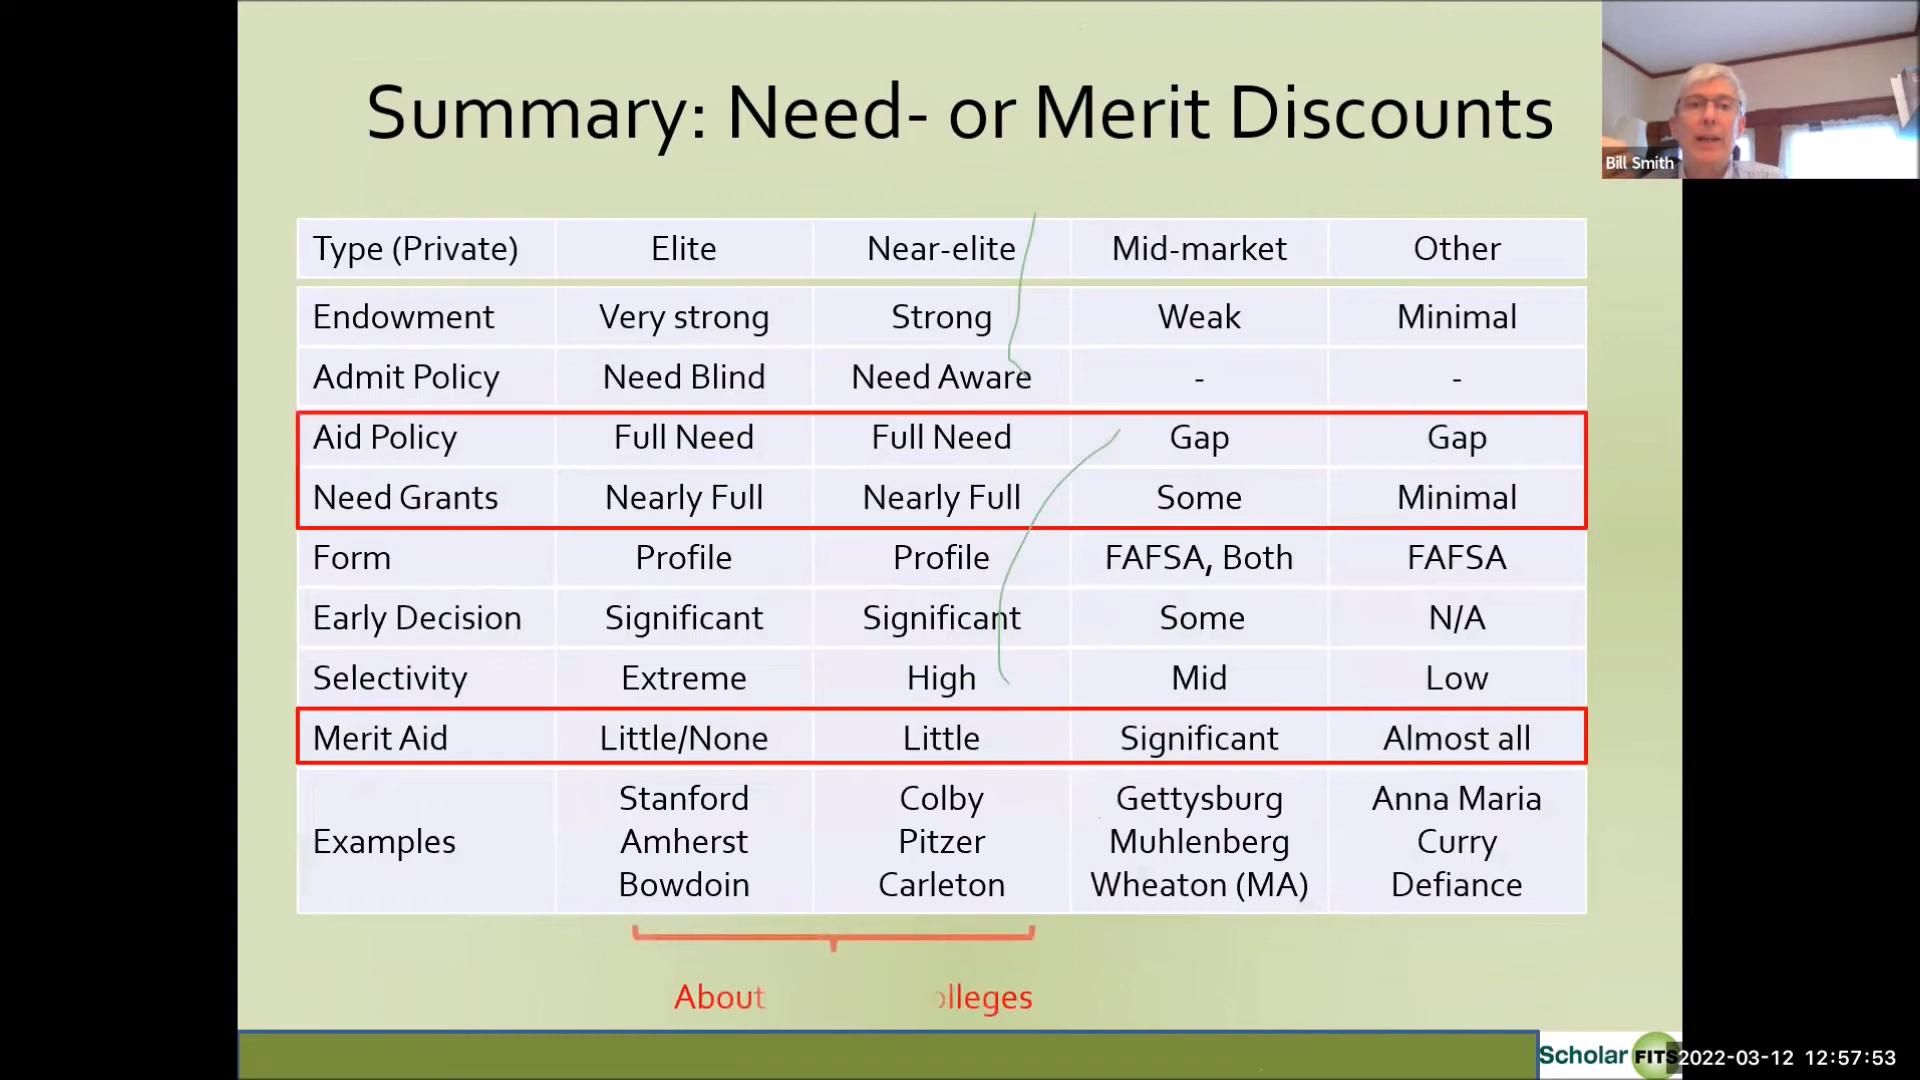 Summary: Need- or Merit Discounts
Bill Smith
Type (Private) Elite Near-elite Mid-market Other
Endowment Very strong Strong Weak Minimal
Admit Policy Need Blind Need Aware - -
Aid Policy Full Need Full Need Gap Gap
Need Grants Nearly Full Nearly Full Some Minimal
Form Profile Profile FAFSA, Both FAFSA
Early Decision Significant Significant Some N/A
Selectivity Extreme High Mid Low
Merit Aid Little/None Little Significant Almost all
Examples
Stanford Colby Gettysburg Anna Maria
Amherst Pitzer Muhlenberg Curry
Bowdoin Carleton Wheaton (MA) Defiance
About
Scholar FITS
2022-03-12 12:57:53